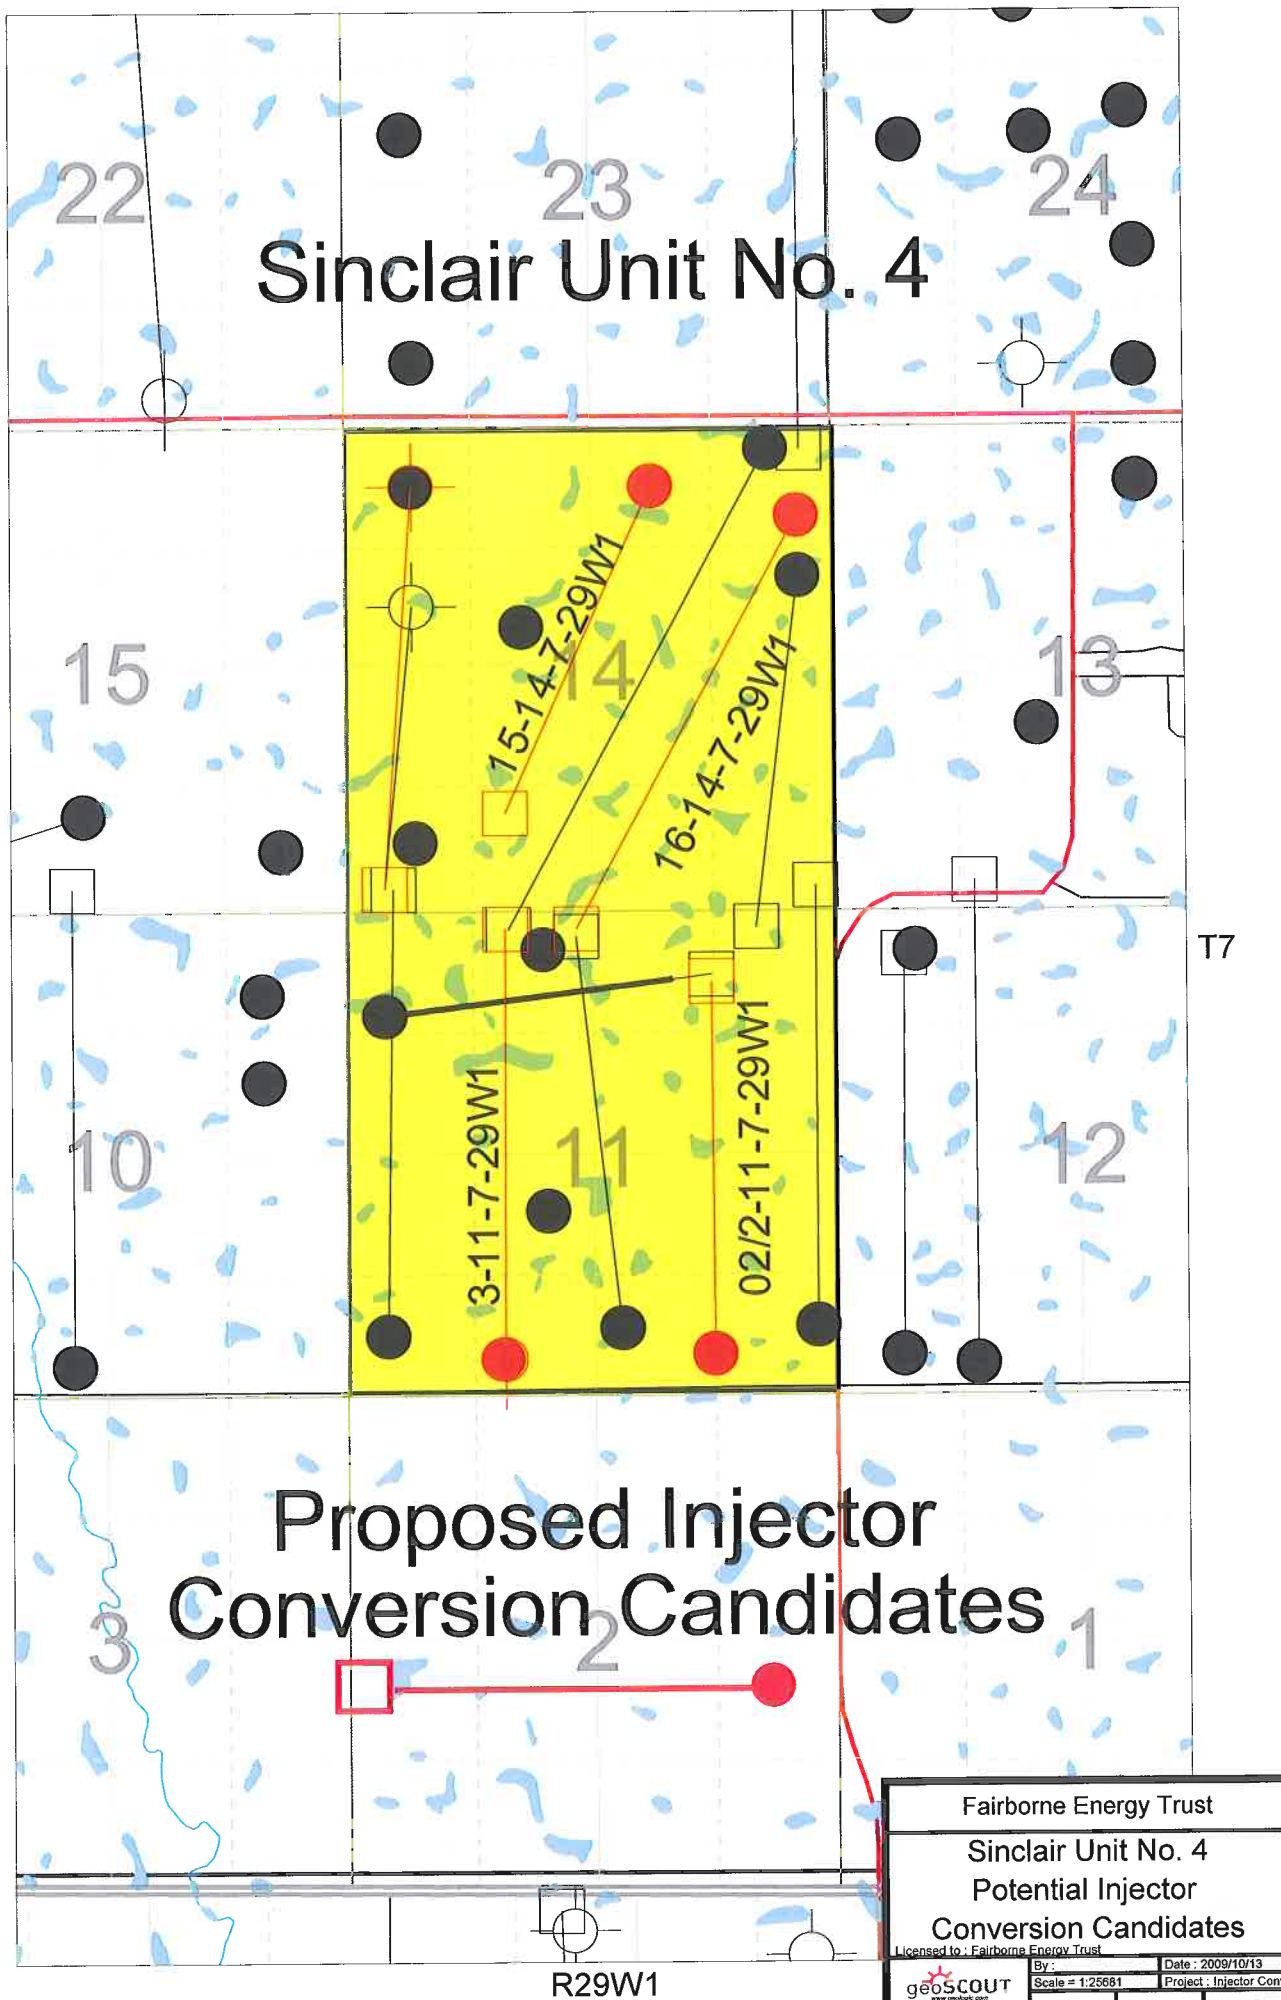 22
23
24
Sinclair Unit No. 4
15
14
13
15-14-7-29W1
16-14-7-29W1
T7
10
11
12
3-11-7-29W1
02/2-11-7-29W1
Proposed Injector
Conversion Candidates
3
2
1
Fairborne Energy Trust
Sinclair Unit No. 4
Potential Injector
Conversion Candidates
Licensed to : Fairborne Energy Trust
geoSCOUT
By :
Date : 2009/10/13
Scale = 1:25681
Project : Injector Con
R29W1